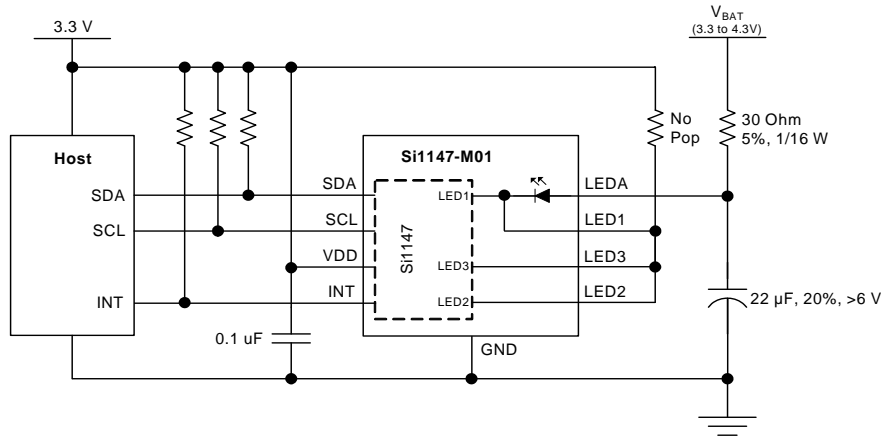 3.3 V
VBAT
(3.3 to 4.3V)
No
Pop
30 Ohm
5%, 1/16 W
Host
Si1147-M01
SDA
SDA
LED1
LEDA
SCL
SCL
LED1
Si1147
VDD
LED3
LED3
INT
INT
LED2
LED2
22 µF, 20%, >6 V
0.1 uF
GND